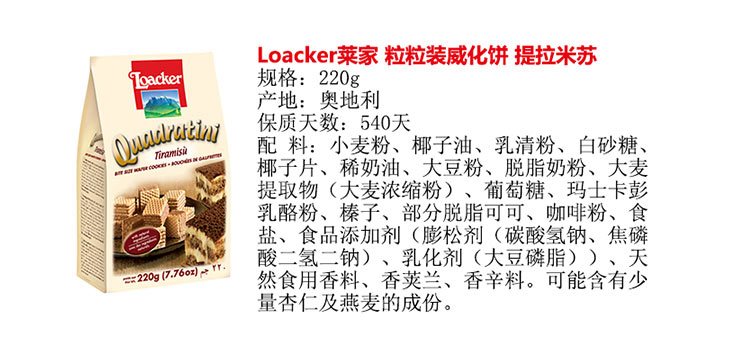 Loacker
Quadratini
Tiramisù
BITE SIZE WAFER COOKIES • BOUCHÉES DE GAUFRETTES
220g (7.76oz)
Loacker莱家 粒粒装威化饼 提拉米苏
规格：220g
产地：奥地利
保质天数：540天
配 料：小麦粉、椰子油、乳清粉、白砂糖、
椰子片、稀奶油、大豆粉、脱脂奶粉、大麦
提取物（大麦浓缩粉）、葡萄糖、玛士卡彭
乳酪粉、榛子、部分脱脂可可、咖啡粉、食
盐、食品添加剂（膨松剂（碳酸氢钠、焦磷
酸二氢二钠）、乳化剂（大豆磷脂））、天
然食用香料、香荚兰、香辛料。可能含有少
量杏仁及燕麦的成份。